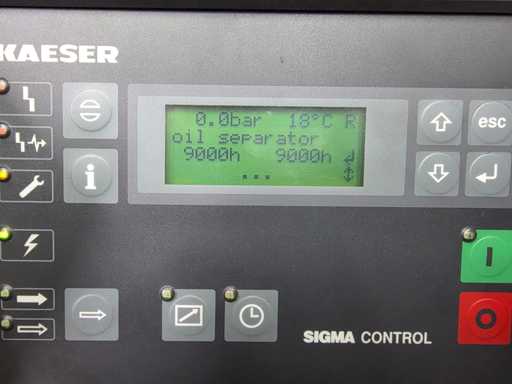 KAESER
0.0bar 18°C R
oil separator
9000h 9000h
...
esc
i
I
SIGMA CONTROL